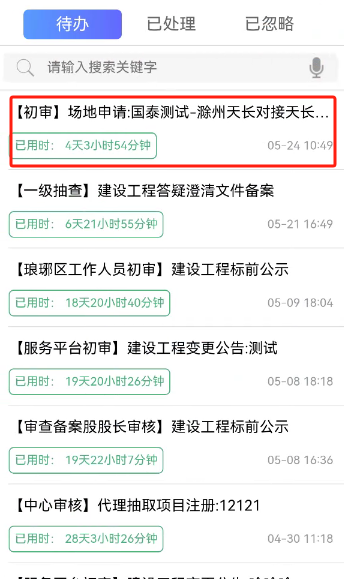 待办 已处理 已忽略
请输入搜索关键字
【初审】场地申请:国泰测试-滁州天长对接天长...
已用时： 4天3小时54分钟 05-24 10:49
【一级抽查】建设工程答疑澄清文件备案
已用时： 6天21小时55分钟 05-21 16:49
【琅琊区工作人员初审】建设工程标前公示
已用时： 18天20小时40分钟 05-09 18:04
【服务平台初审】建设工程变更公告:测试
已用时： 19天20小时26分钟 05-08 18:18
【审查备案股股长审核】建设工程标前公示
已用时： 19天22小时7分钟 05-08 16:36
【中心审核】代理抽取项目注册:12121
已用时： 28天3小时26分钟 04-30 11:18